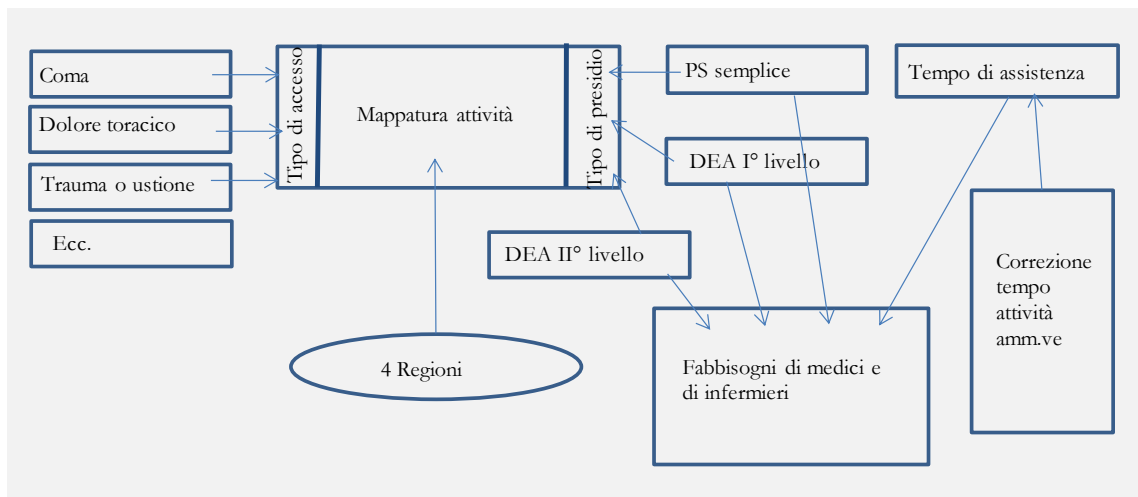 Coma
Dolore toracico
Trauma o ustione
Ecc.
Tipo di accesso
Mappatura attività
Tipo di presidio
4 Regioni
PS semplice
DEA I° livello
DEA II° livello
Tempo di assistenza
Correzione
tempo
attività
amm.ve
Fabbisogni di medici e
di infermieri